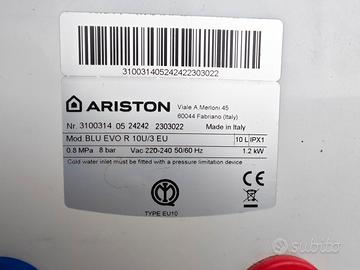 310031405242422303022
ARISTON
Viale A.Merloni 45
60044 Fabriano (Italy)
Nr. 3100314 05 24242 2303022 Made in Italy
Mod. BLU EVO R 10U/3 EU 10 L IPX1
0.8 MPa 8 bar Vac 220-240 50/60 Hz 1.2 kW
Cold water inlet must be fitted with a pressure limitation device
TYPE EU10
subito